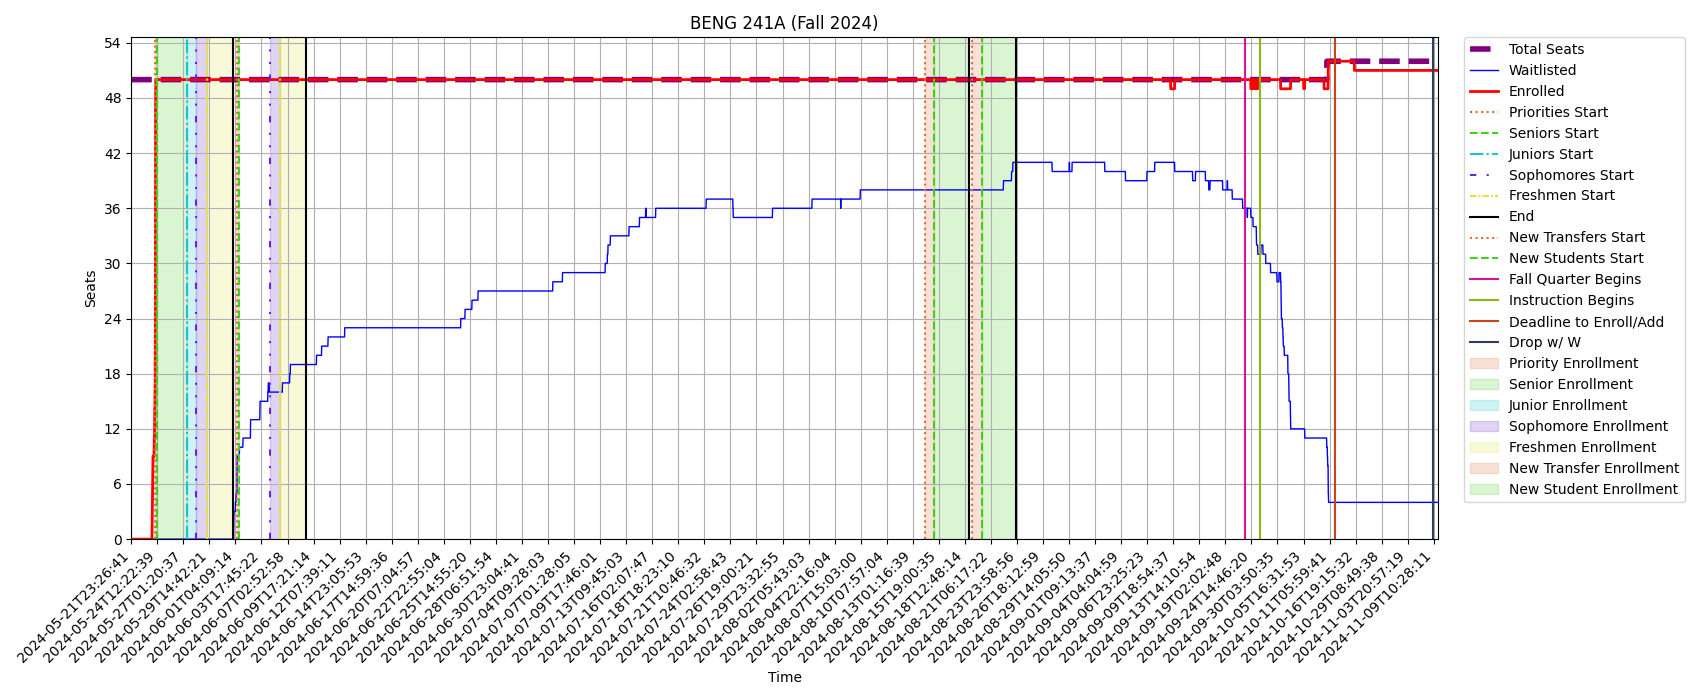 BENG 241A (Fall 2024)
54
48
42
36
30
24
18
12
6
0
Seats
2024-05-21T23:26:41
2024-05-24T12:22:39
2024-05-27T01:20:37
2024-05-29T14:42:21
2024-06-01T04:09:14
2024-06-03T17:45:22
2024-06-07T02:52:58
2024-06-09T17:21:14
2024-06-12T07:39:11
2024-06-14T23:05:53
2024-06-17T14:59:36
2024-06-20T07:04:57
2024-06-22T22:55:04
2024-06-25T14:55:20
2024-06-28T06:51:54
2024-06-30T23:04:41
2024-07-04T09:28:03
2024-07-07T01:28:05
2024-07-09T17:46:01
2024-07-13T09:45:03
2024-07-16T02:07:47
2024-07-18T18:23:10
2024-07-21T10:46:32
2024-07-24T02:58:43
2024-07-26T19:00:21
2024-07-29T23:32:55
2024-08-02T05:43:03
2024-08-04T22:16:04
2024-08-07T15:03:00
2024-08-10T07:57:04
2024-08-13T01:16:39
2024-08-15T19:00:35
2024-08-18T12:48:14
2024-08-21T06:17:22
2024-08-23T23:58:56
2024-08-26T18:12:59
2024-08-29T14:05:50
2024-09-01T09:13:37
2024-09-04T04:04:59
2024-09-06T23:25:23
2024-09-09T18:54:37
2024-09-13T14:10:54
2024-09-19T02:02:48
2024-09-24T14:46:20
2024-09-30T03:50:35
2024-10-05T16:31:53
2024-10-11T05:59:41
2024-10-16T19:15:32
2024-10-29T08:49:38
2024-11-03T20:57:19
2024-11-09T10:28:11
Time
Total Seats
Waitlisted
Enrolled
Priorities Start
Seniors Start
Juniors Start
Sophomores Start
Freshmen Start
End
New Transfers Start
New Students Start
Fall Quarter Begins
Instruction Begins
Deadline to Enroll/Add
Drop w/ W
Priority Enrollment
Senior Enrollment
Junior Enrollment
Sophomore Enrollment
Freshmen Enrollment
New Transfer Enrollment
New Student Enrollment